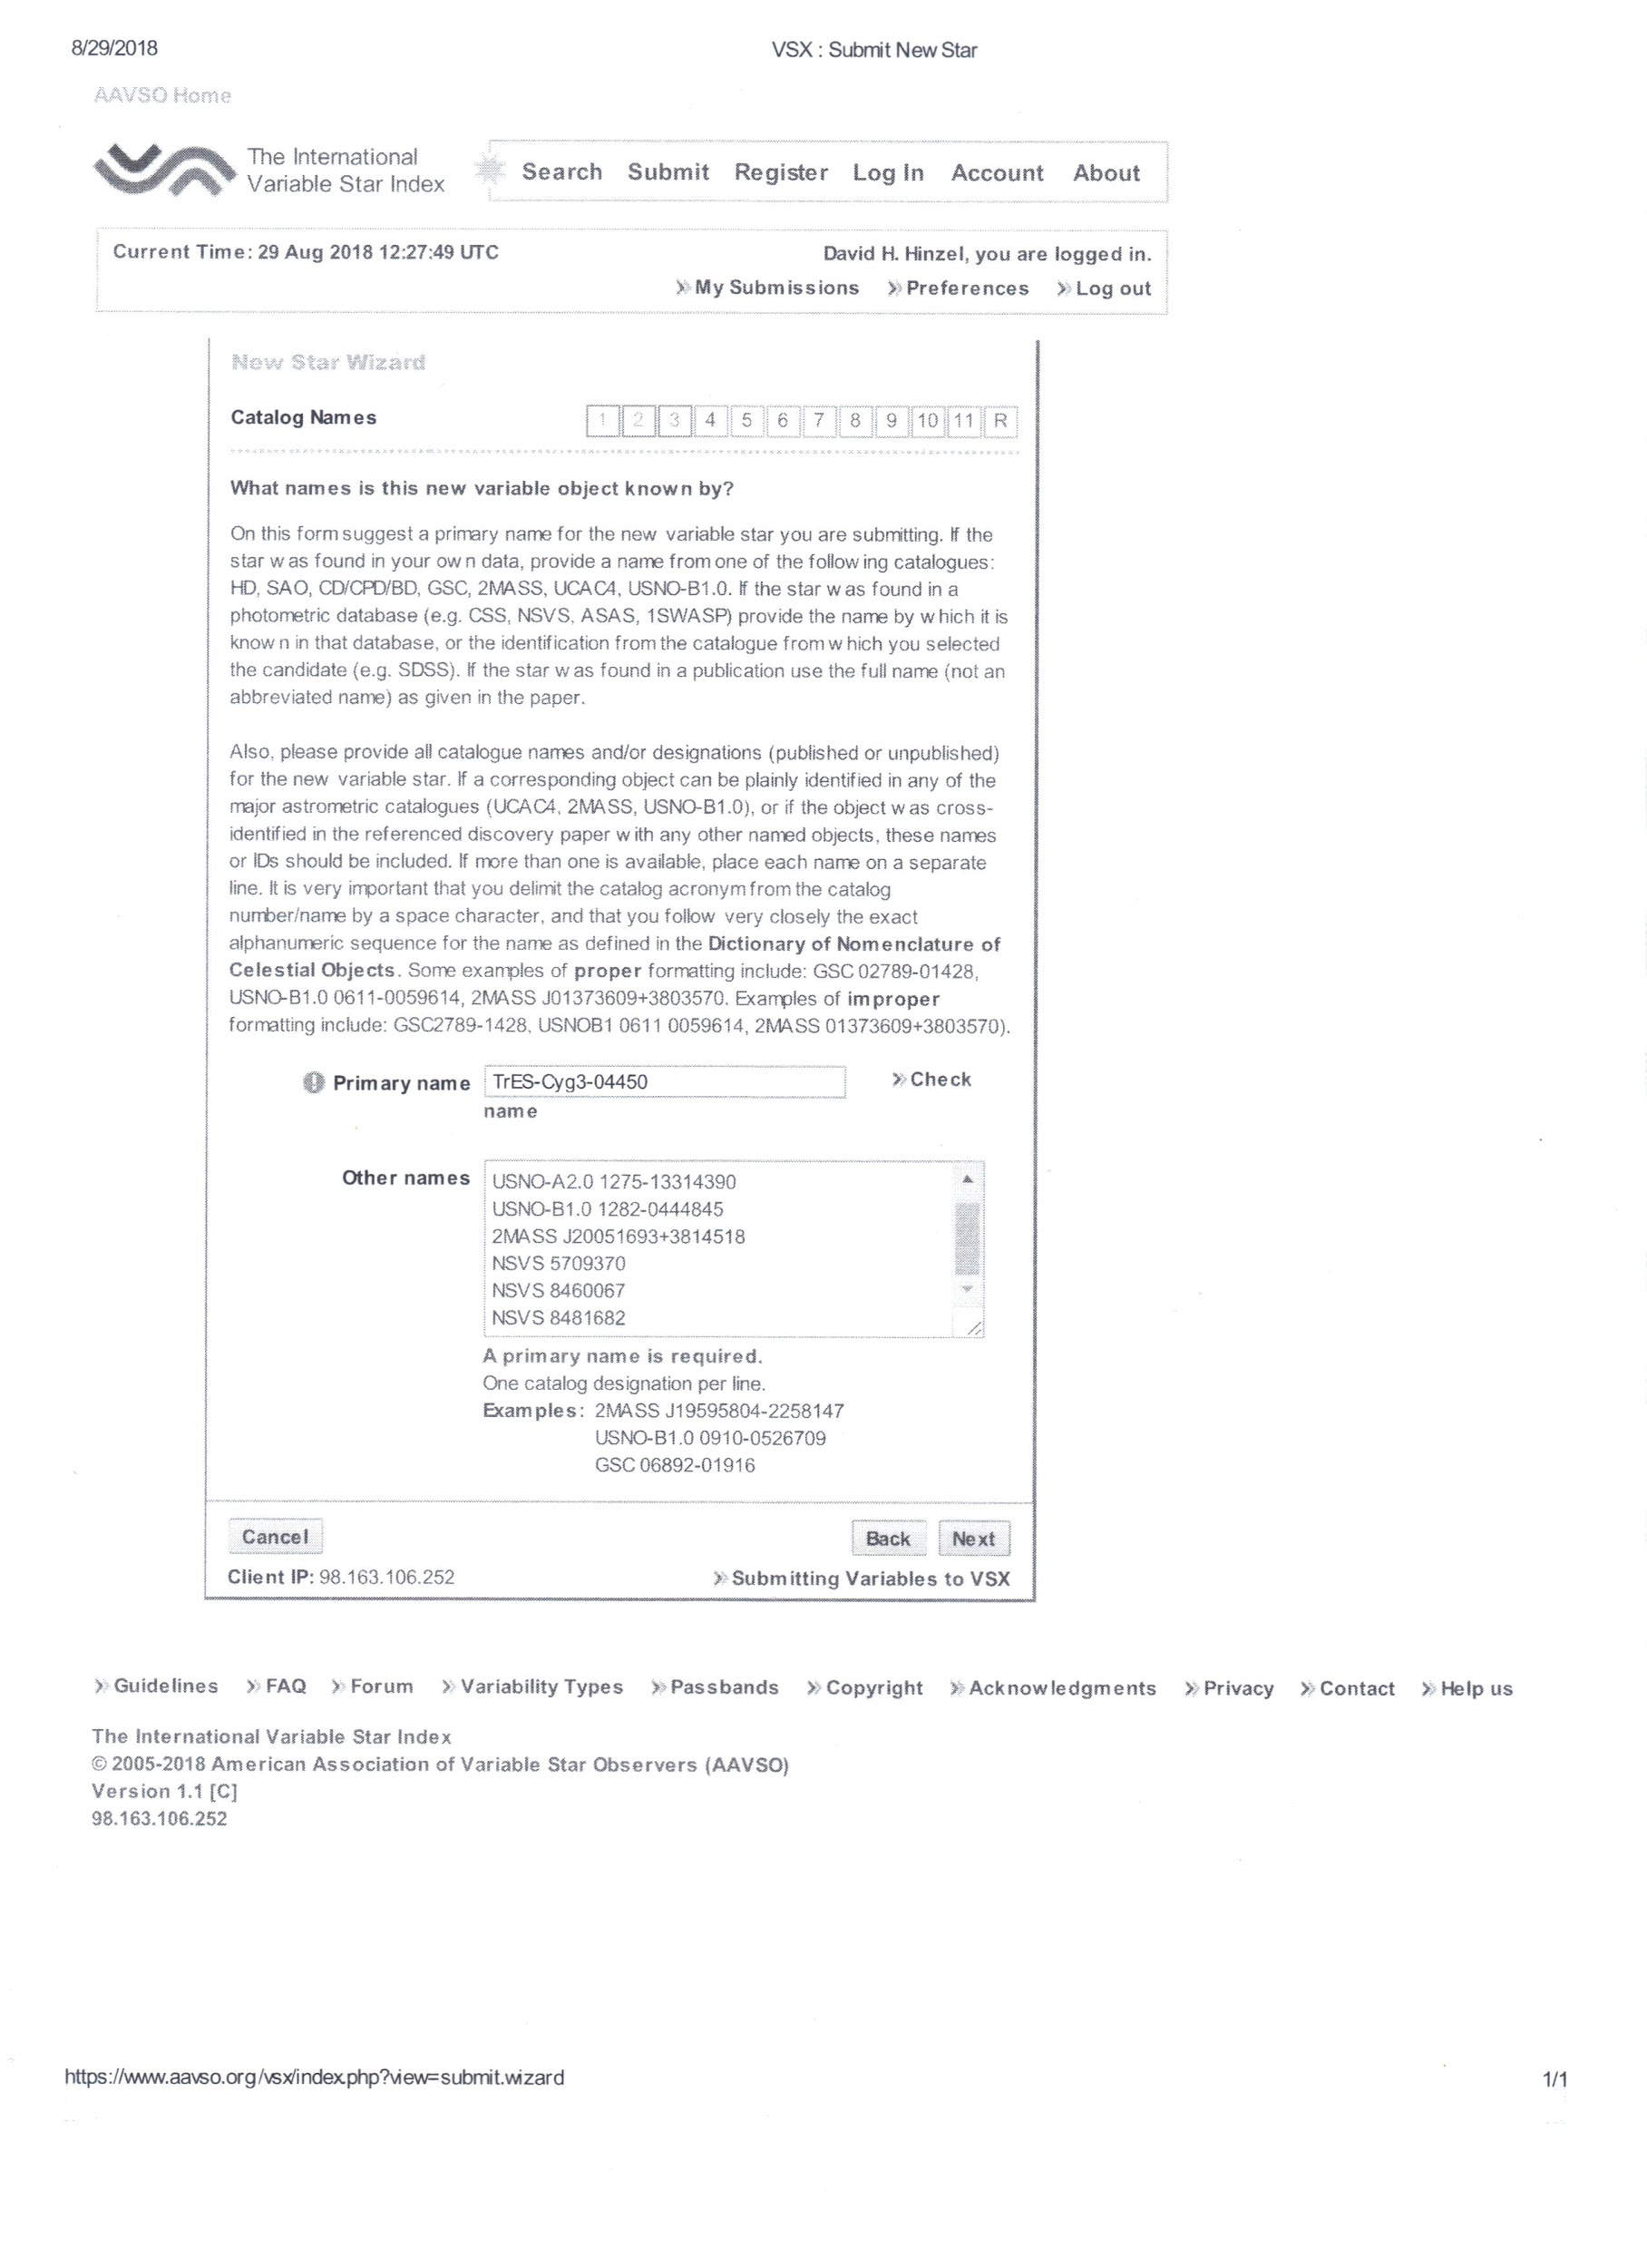 8/29/2018
VSX : Submit New Star
AAVSO Home
The International
Variable Star Index
Search Submit Register Log In Account About
Current Time: 29 Aug 2018 12:27:49 UTC
David H. Hinzel, you are logged in.
» My Submissions » Preferences » Log out
New Star Wizard
Catalog Names
1 2 3 4 5 6 7 8 9 10 11 R
What names is this new variable object known by?
On this form suggest a primary name for the new variable star you are submitting. If the
star was found in your own data, provide a name from one of the following catalogues:
HD, SAO, CD/CPD/BD, GSC, 2MASS, UCAC4, USNO-B1.0. If the star was found in a
photometric database (e.g. CSS, NSVS, ASAS, 1SWASP) provide the name by which it is
known in that database, or the identification from the catalogue from which you selected
the candidate (e.g. SDSS). If the star was found in a publication use the full name (not an
abbreviated name) as given in the paper.
Also, please provide all catalogue names and/or designations (published or unpublished)
for the new variable star. If a corresponding object can be plainly identified in any of the
major astrometric catalogues (UCAC4, 2MASS, USNO-B1.0), or if the object was cross-
identified in the referenced discovery paper with any other named objects, these names
or IDs should be included. If more than one is available, place each name on a separate
line. It is very important that you delimit the catalog acronym from the catalog
number/name by a space character, and that you follow very closely the exact
alphanumeric sequence for the name as defined in the Dictionary of Nomenclature of
Celestial Objects. Some examples of proper formatting include: GSC 02789-01428,
USNO-B1.0 0611-0059614, 2MASS J01373609+3803570. Examples of improper
formatting include: GSC2789-1428, USNOB1 0611 0059614, 2MASS 01373609+3803570).
Primary name TrES-Cyg3-04450 » Check
name
Other names USNO-A2.0 1275-13314390
USNO-B1.0 1282-0444845
2MASS J20051693+3814518
NSVS 5709370
NSVS 8460067
NSVS 8481682
A primary name is required.
One catalog designation per line.
Examples: 2MASS J19595804-2258147
USNO-B1.0 0910-0526709
GSC 06892-01916
Cancel Back Next
Client IP: 98.163.106.252 » Submitting Variables to VSX
» Guidelines » FAQ » Forum » Variability Types » Passbands » Copyright » Acknowledgments » Privacy » Contact » Help us
The International Variable Star Index
© 2005-2018 American Association of Variable Star Observers (AAVSO)
Version 1.1 [C]
98.163.106.252
https://www.aavso.org/vsx/index.php?view=submit.wizard
1/1